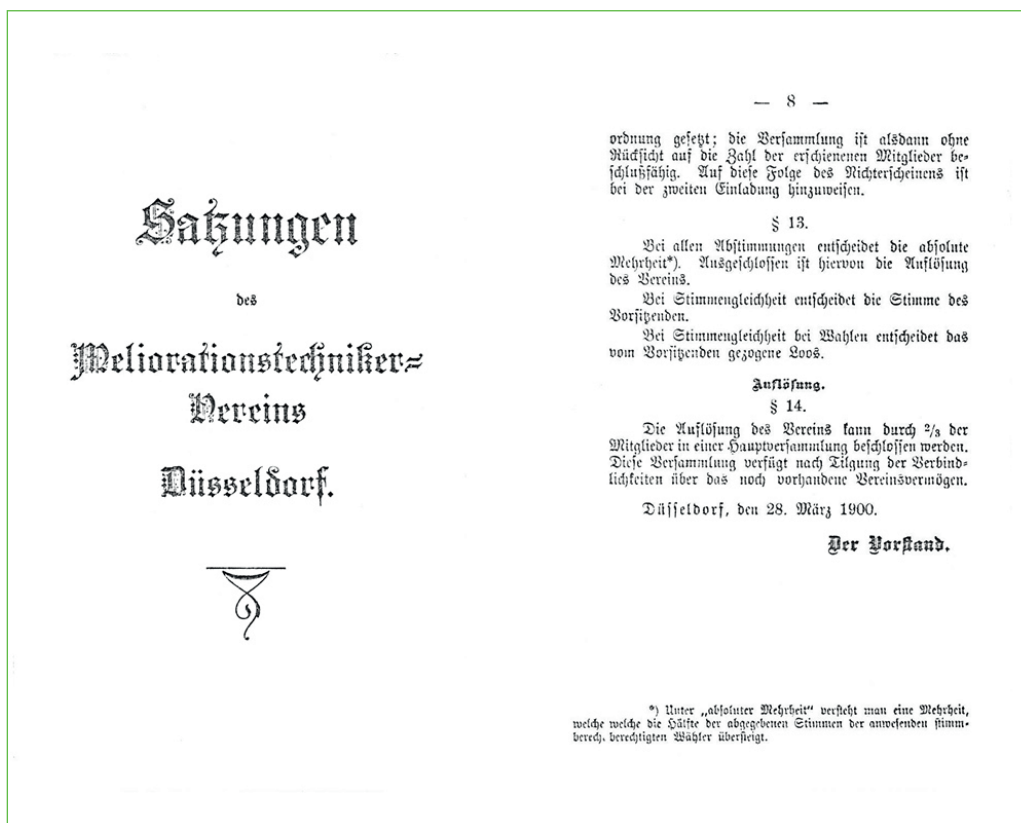 Satzungen
des
Meliorationstechniker-
Vereins
Düsseldorf.
— 8 —
ordnung gesetzt; die Versammlung ist alsdann ohne
Rücksicht auf die Zahl der erschienenen Mitglieder be-
schlußfähig. Auf diese Folge des Nichterscheinens ist
bei der zweiten Einladung hinzuweisen.
§ 13.
Bei allen Abstimmungen entscheidet die absolute
Mehrheit*). Ausgeschlossen ist hiervon die Auflösung
des Vereins.
Bei Stimmengleichheit entscheidet die Stimme des
Vorsitzenden.
Bei Stimmengleichheit bei Wahlen entscheidet das
vom Vorsitzenden gezogene Loos.
Auflösung.
§ 14.
Die Auflösung des Vereins kann durch 2/3 der
Mitglieder in einer Hauptversammlung beschlossen werden.
Diese Versammlung verfügt nach Tilgung der Verbind-
lichkeiten über das noch vorhandene Vereinsvermögen.
Düsseldorf, den 28. März 1900.
Der Vorstand.
*) Unter „absoluter Mehrheit“ versteht man eine Mehrheit,
welche welche die Hälfte der abgegebenen Stimmen der anwesenden stimm-
berech. berechtigten Wähler übersteigt.